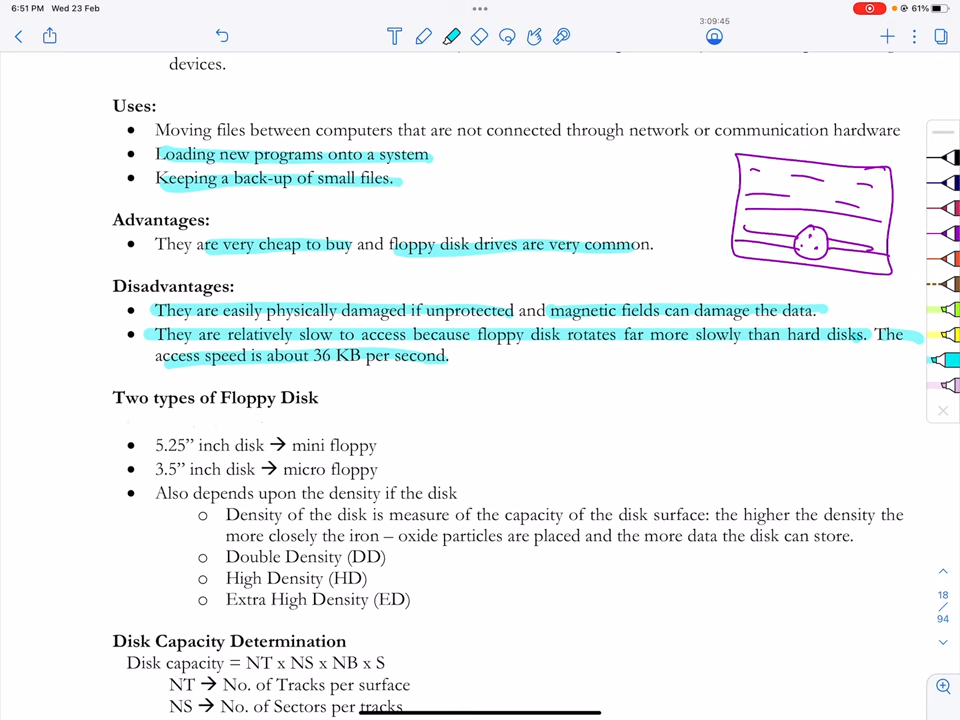 6:51 PM Wed 23 Feb
61%
3:09:45
devices.
Uses:
• Moving files between computers that are not connected through network or communication hardware
• Loading new programs onto a system
• Keeping a back-up of small files.
Advantages:
• They are very cheap to buy and floppy disk drives are very common.
Disadvantages:
• They are easily physically damaged if unprotected and magnetic fields can damage the data.
• They are relatively slow to access because floppy disk rotates far more slowly than hard disks. The
access speed is about 36 KB per second.
Two types of Floppy Disk
• 5.25” inch disk → mini floppy
• 3.5” inch disk → micro floppy
• Also depends upon the density if the disk
o Density of the disk is measure of the capacity of the disk surface: the higher the density the
more closely the iron – oxide particles are placed and the more data the disk can store.
o Double Density (DD)
o High Density (HD)
o Extra High Density (ED)
18
/
94
Disk Capacity Determination
Disk capacity = NT x NS x NB x S
NT → No. of Tracks per surface
NS → No. of Sectors per tracks